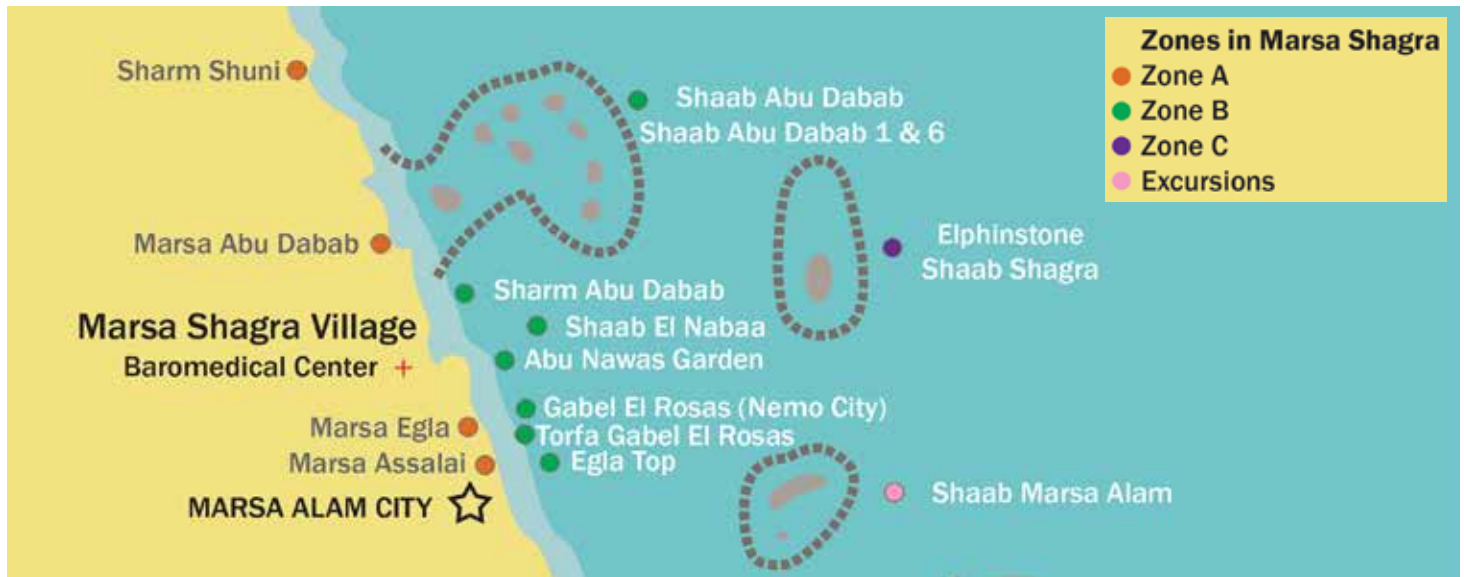 Zones in Marsa Shagra
Zone A
Zone B
Zone C
Excursions
Sharm Shuni
Shaab Abu Dabab
Shaab Abu Dabab 1 & 6
Marsa Abu Dabab
Elphinstone
Shaab Shagra
Sharm Abu Dabab
Marsa Shagra Village
Shaab El Nabaa
Baromedical Center
Abu Nawas Garden
Gabel El Rosas (Nemo City)
Marsa Egla
Torfa Gabel El Rosas
Marsa Assalai
Egla Top
MARSA ALAM CITY
Shaab Marsa Alam